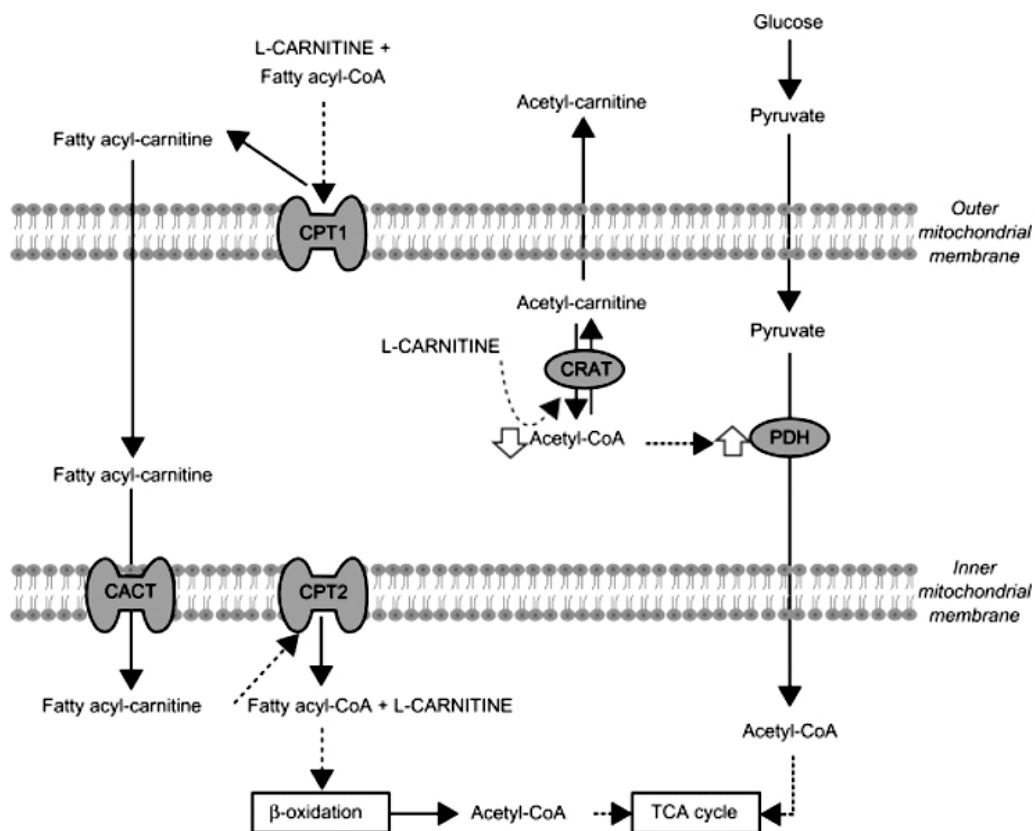 Glucose
L-CARNITINE +
Fatty acyl-CoA
Acetyl-carnitine
Pyruvate
Fatty acyl-carnitine
CPT1
Outer
mitochondrial
membrane
Acetyl-carnitine
Pyruvate
L-CARNITINE
CRAT
Acetyl-CoA
PDH
Fatty acyl-carnitine
CACT
CPT2
Inner
mitochondrial
membrane
Fatty acyl-carnitine
Fatty acyl-CoA + L-CARNITINE
Acetyl-CoA
β-oxidation
Acetyl-CoA
TCA cycle